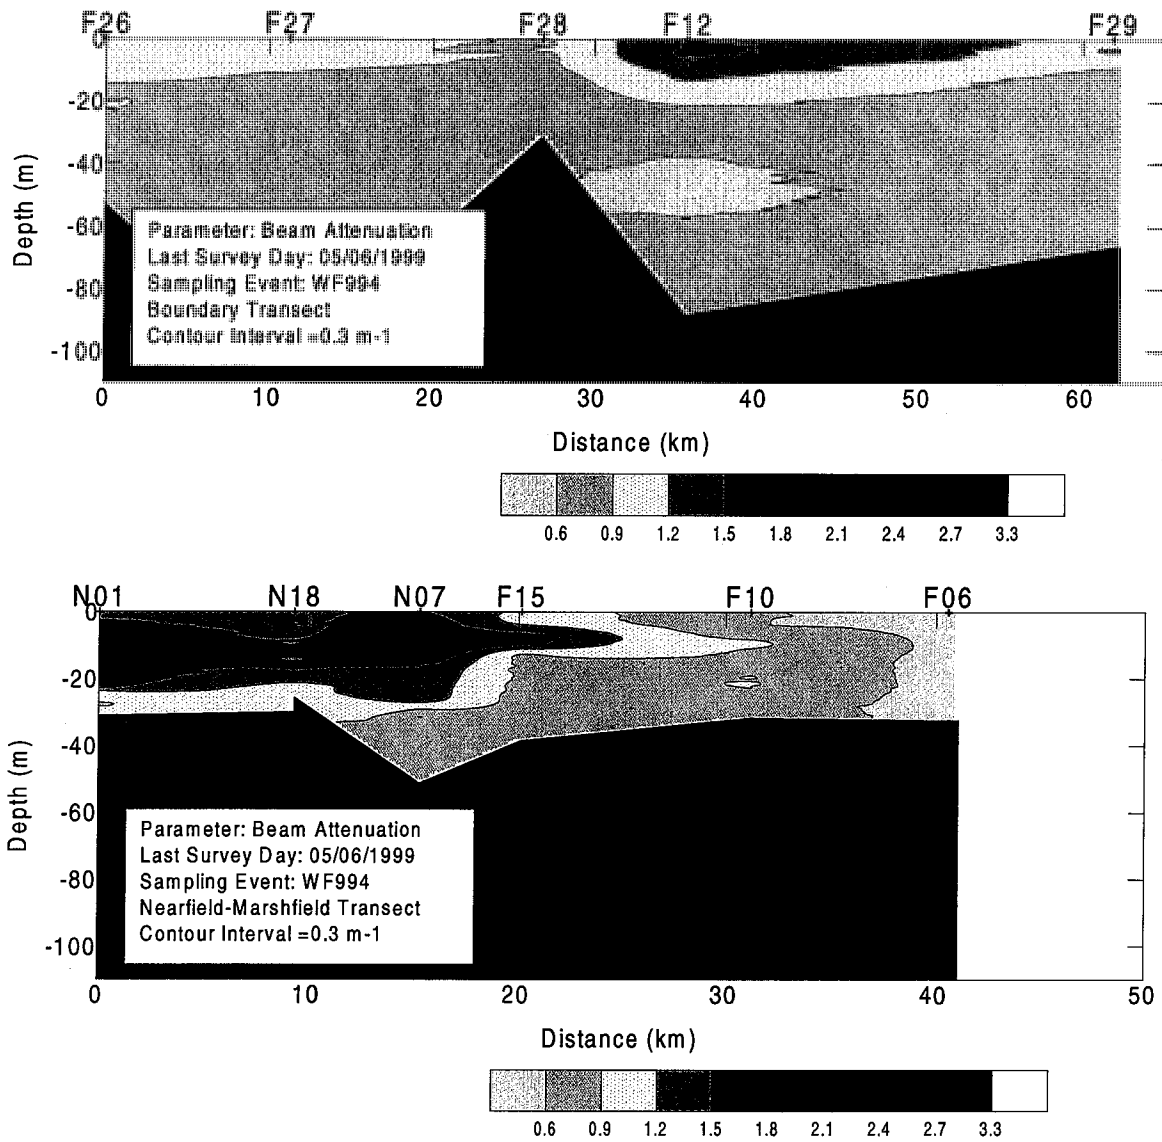 F26 F27 F28 F12 F29
0
-20
-40
-60
-80
-100
Depth (m)
Parameter: Beam Attenuation
Last Survey Day: 05/06/1999
Sampling Event: WF994
Boundary Transect
Contour Interval =0.3 m-1
0 10 20 30 40 50 60
Distance (km)
0.6 0.9 1.2 1.5 1.8 2.1 2.4 2.7 3.3
N01 N18 N07 F15 F10 F06
0
-20
-40
-60
-80
-100
Depth (m)
Parameter: Beam Attenuation
Last Survey Day: 05/06/1999
Sampling Event: WF994
Nearfield-Marshfield Transect
Contour Interval =0.3 m-1
0 10 20 30 40 50
Distance (km)
0.6 0.9 1.2 1.5 1.8 2.1 2.4 2.7 3.3